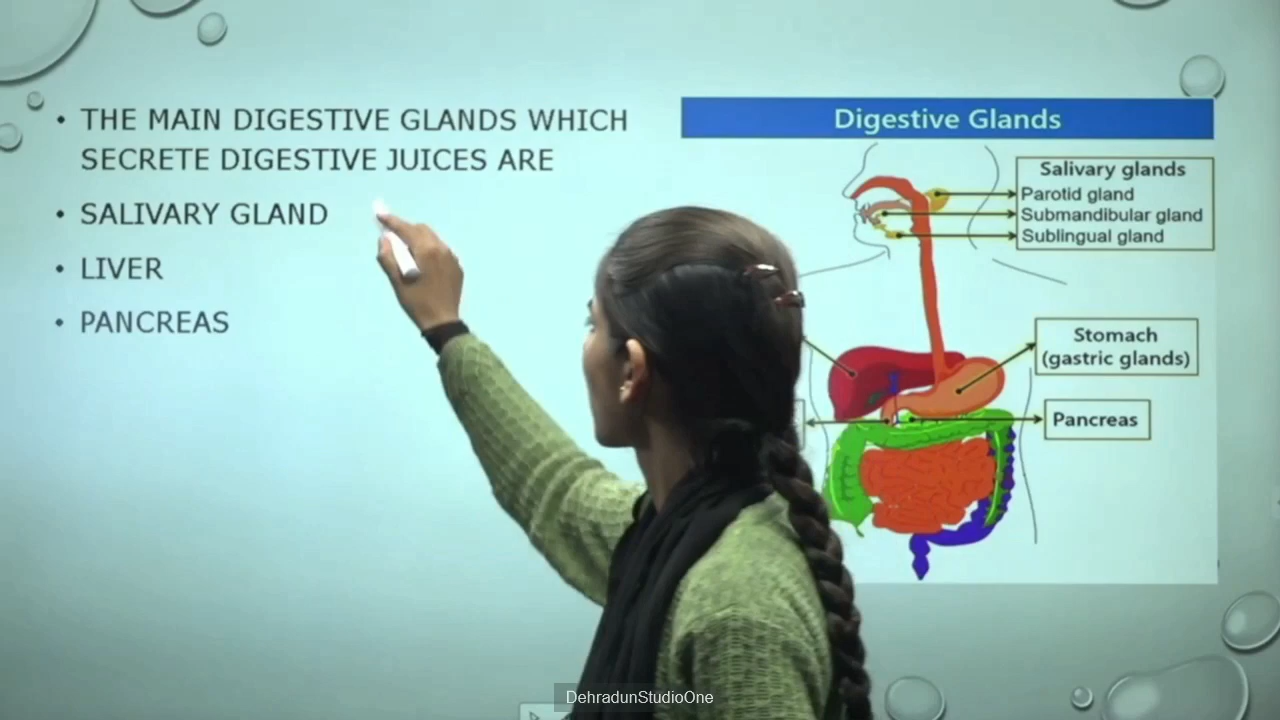 • THE MAIN DIGESTIVE GLANDS WHICH
SECRETE DIGESTIVE JUICES ARE
• SALIVARY GLAND
• LIVER
• PANCREAS
Digestive Glands
Salivary glands
Parotid gland
Submandibular gland
Sublingual gland
Stomach
(gastric glands)
Pancreas
DehradunStudioOne